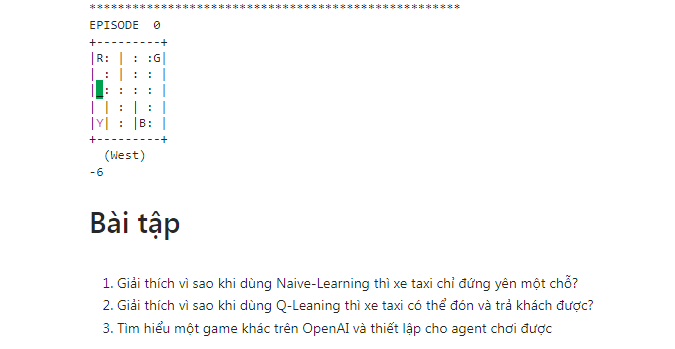 ****************************************************
EPISODE  0
+---------+
|R: | : :G|
| : | : : |
|_: : : : |
| | : | : |
|Y| : |B: |
+---------+
  (West)
-6
Bài tập
1. Giải thích vì sao khi dùng Naive-Learning thì xe taxi chỉ đứng yên một chỗ?
2. Giải thích vì sao khi dùng Q-Leaning thì xe taxi có thể đón và trả khách được?
3. Tìm hiểu một game khác trên OpenAI và thiết lập cho agent chơi được